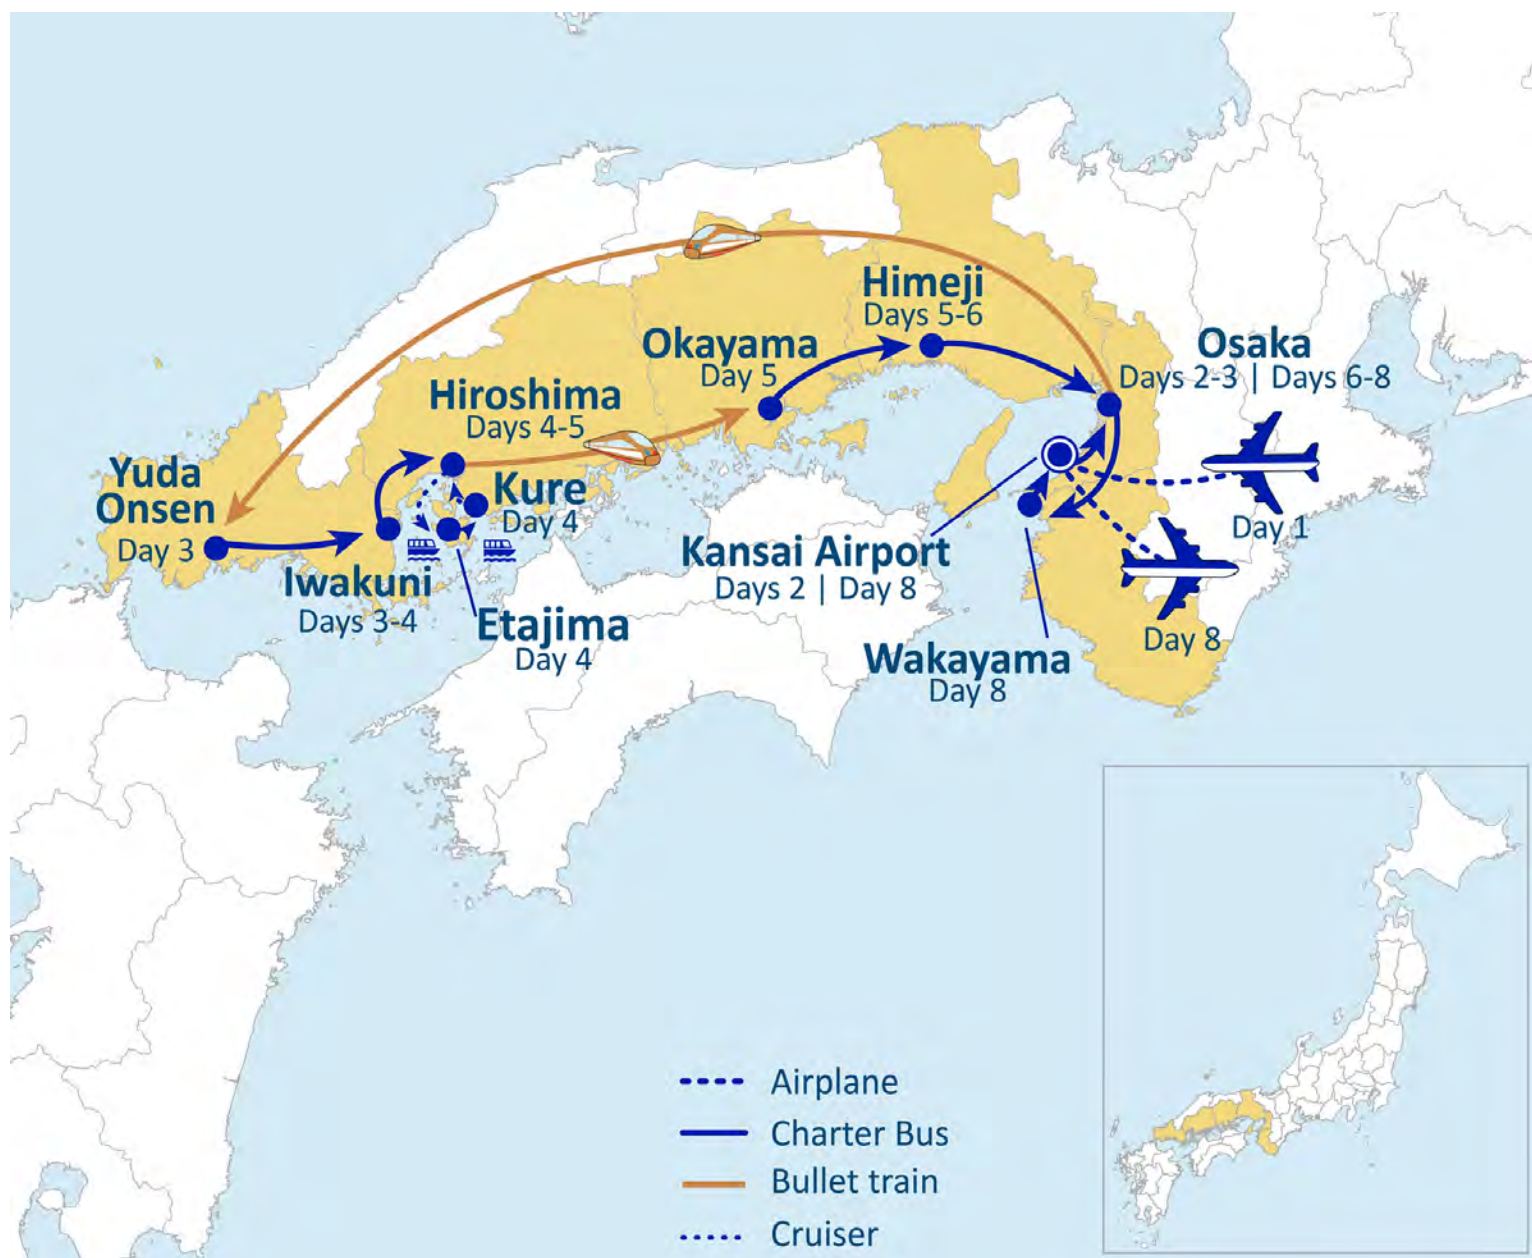 Himeji
Days 5-6
Osaka
Days 2-3 | Days 6-8
Okayama
Day 5
Hiroshima
Days 4-5
Yuda
Onsen
Day 3
Kure
Day 4
Day 1
Kansai Airport
Days 2 | Day 8
Iwakuni
Days 3-4
Etajima
Day 4
Day 8
Wakayama
Day 8
Airplane
Charter Bus
Bullet train
Cruiser